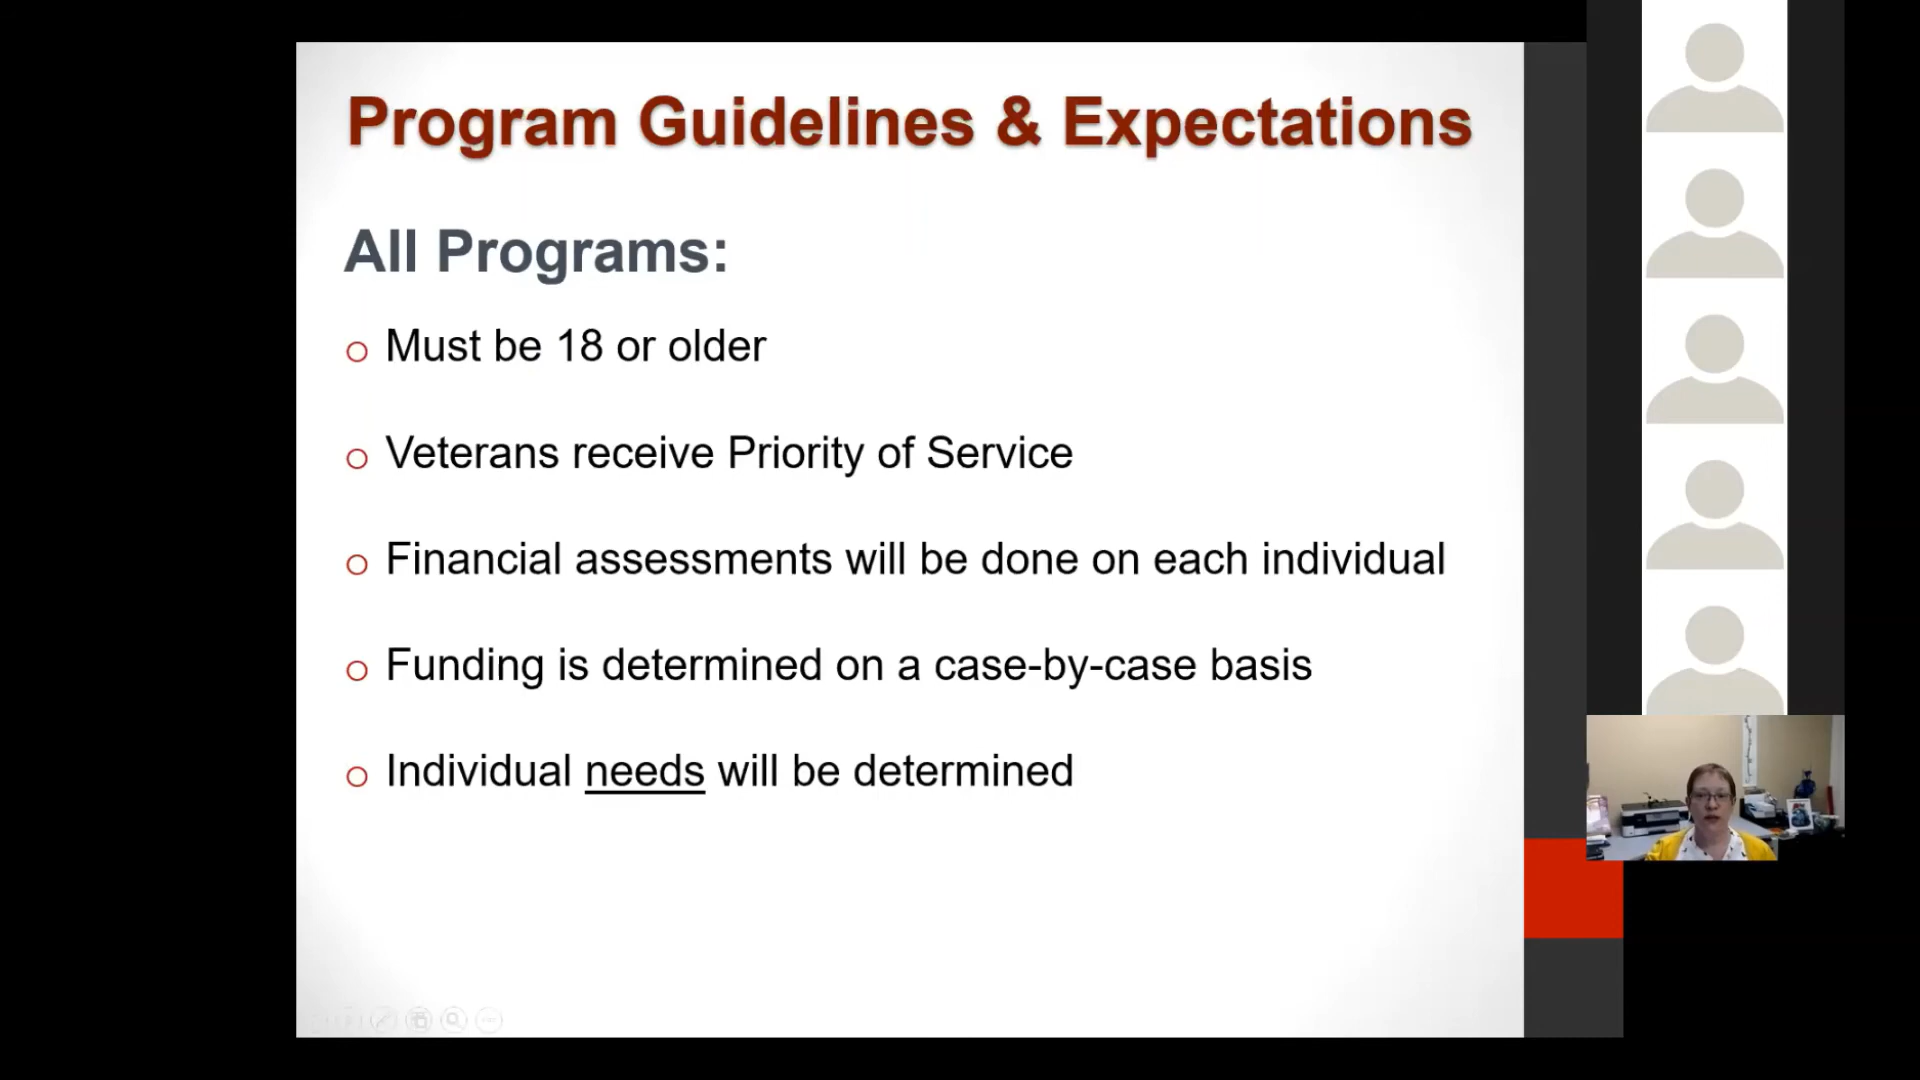 Program Guidelines & Expectations
All Programs:
Must be 18 or older
Veterans receive Priority of Service
Financial assessments will be done on each individual
Funding is determined on a case-by-case basis
Individual needs will be determined